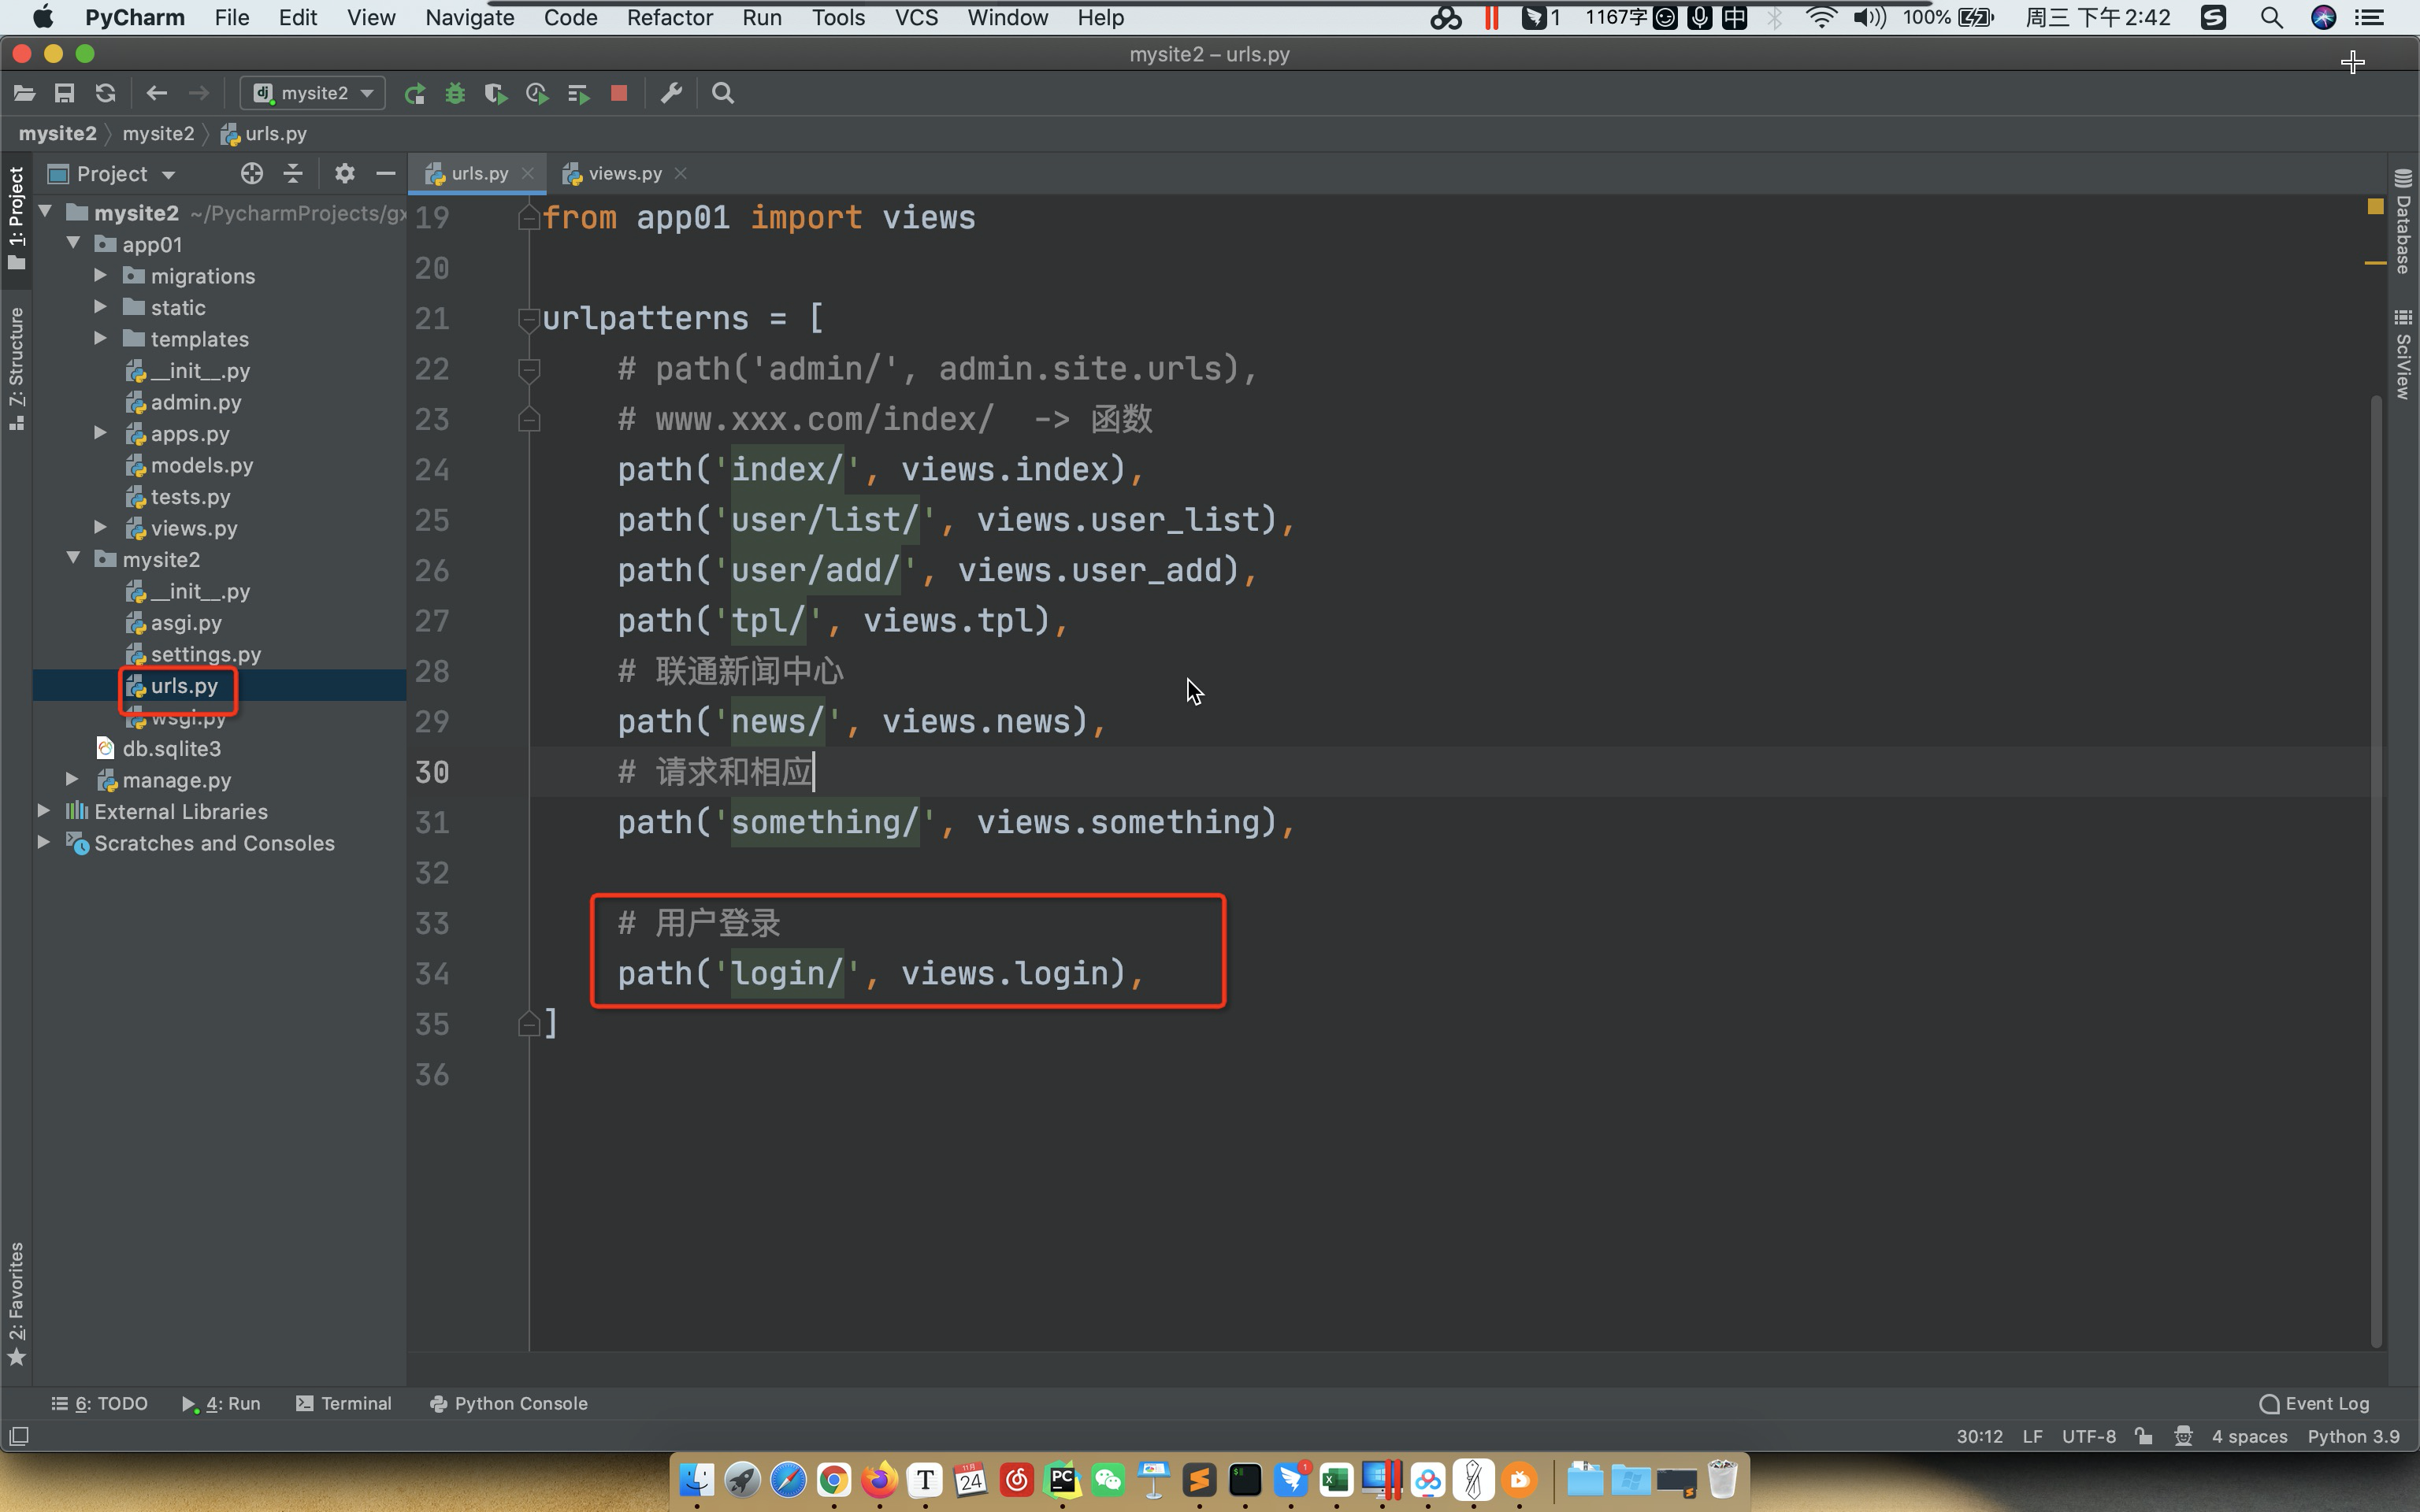 PyCharm File Edit View Navigate Code Refactor Run Tools VCS Window Help 1 1167字 中 100% 周三 下午2:42
mysite2 – urls.py
mysite2
mysite2 mysite2 urls.py
1: Project
7: Structure
2: Favorites
Project
mysite2 ~/PycharmProjects/gx
app01
migrations
static
templates
__init__.py
admin.py
apps.py
models.py
tests.py
views.py
mysite2
__init__.py
asgi.py
settings.py
urls.py
wsgi.py
db.sqlite3
manage.py
External Libraries
Scratches and Consoles
urls.py views.py
19 from app01 import views
20
21 urlpatterns = [
22 # path('admin/', admin.site.urls),
23 # www.xxx.com/index/ -> 函数
24 path('index/', views.index),
25 path('user/list/', views.user_list),
26 path('user/add/', views.user_add),
27 path('tpl/', views.tpl),
28 # 联通新闻中心
29 path('news/', views.news),
30 # 请求和相应
31 path('something/', views.something),
32
33 # 用户登录
34 path('login/', views.login),
35 ]
36
Database
SciView
6: TODO 4: Run Terminal Python Console Event Log
30:12 LF UTF-8 4 spaces Python 3.9
T 11月 24 PC S $ 1 X